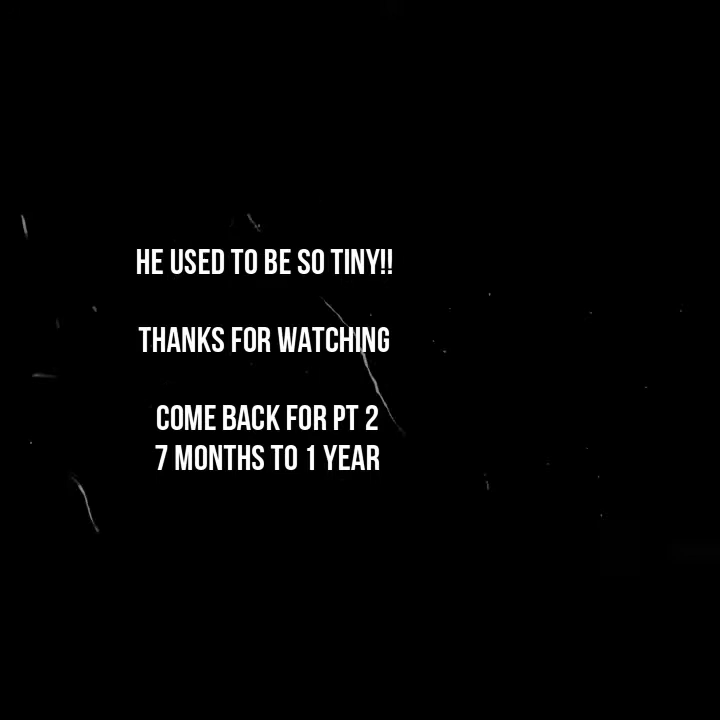 HE USED TO BE SO TINY!!
THANKS FOR WATCHING
COME BACK FOR PT 2
7 MONTHS TO 1 YEAR